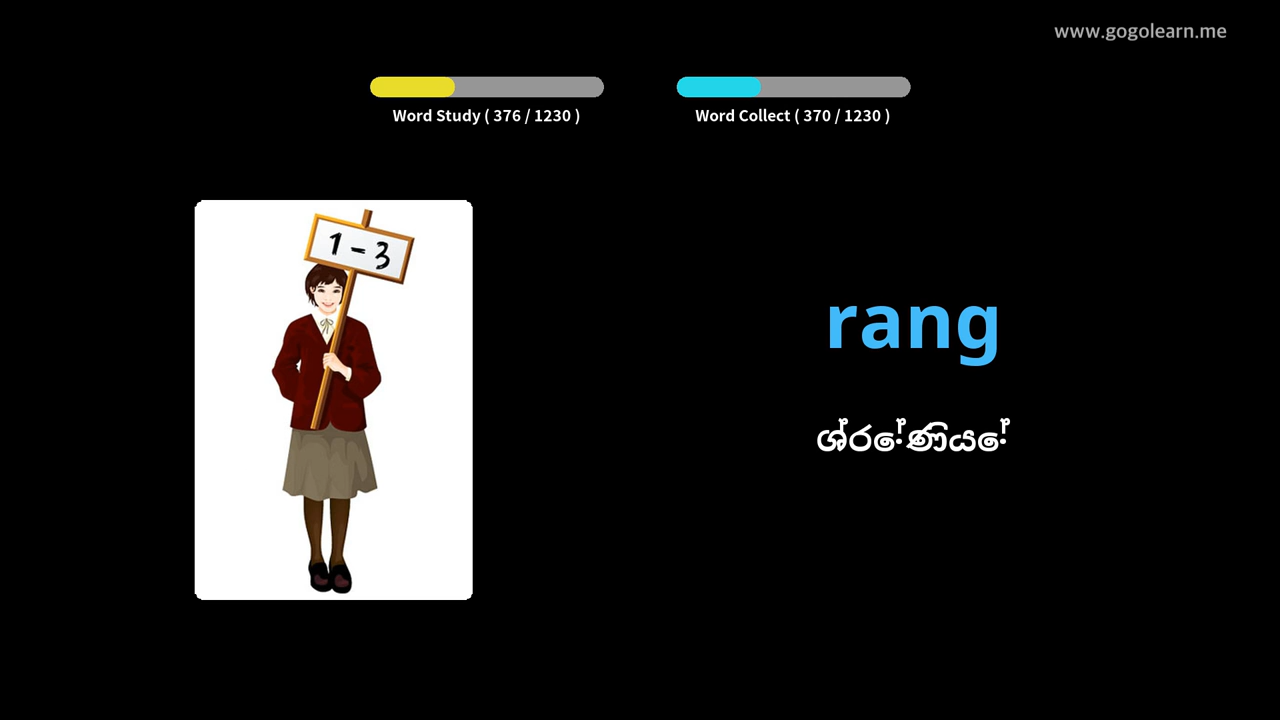 www.gogolearn.me
Word Study ( 376 / 1230 )
Word Collect ( 370 / 1230 )
1 - 3
rang
ශ්රේණියේ